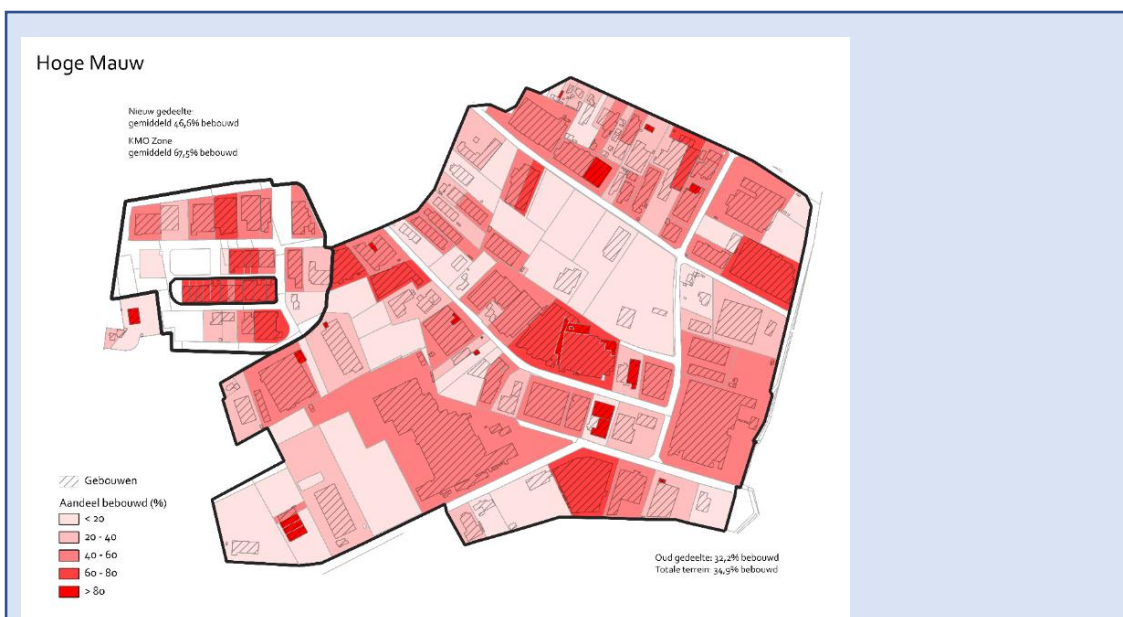 Hoge Mauw
Nieuw gedeelte:
gemiddeld 46,6% bebouwd
KMO Zone
gemiddeld 67,5% bebouwd
Gebouwen
Aandeel bebouwd (%)
< 20
20 - 40
40 - 60
60 - 80
> 80
Oud gedeelte: 32,2% bebouwd
Totale terrein: 34,9% bebouwd